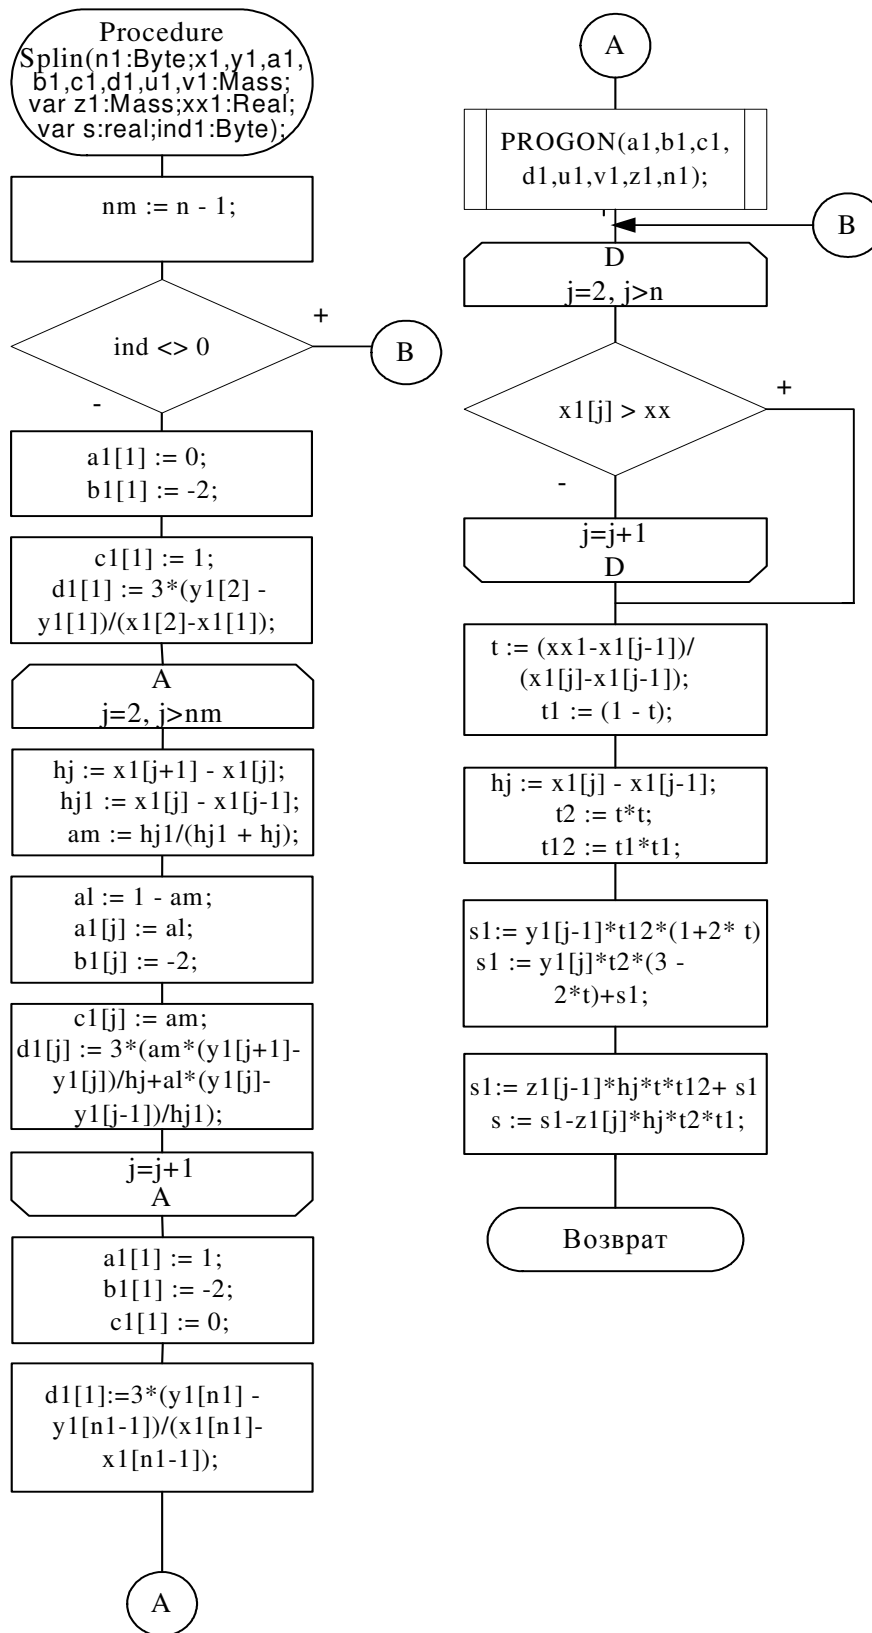 Procedure
Splin(n1:Byte;x1,y1,a1,
b1,c1,d1,u1,v1:Mass;
var z1:Mass;xx1:Real;
var s:real;ind1:Byte);
nm := n - 1;
ind <> 0
+
B
-
a1[1] := 0;
b1[1] := -2;
c1[1] := 1;
d1[1] := 3*(y1[2] -
y1[1])/(x1[2]-x1[1]);
A
j=2, j>nm
hj := x1[j+1] - x1[j];
hj1 := x1[j] - x1[j-1];
am := hj1/(hj1 + hj);
al := 1 - am;
a1[j] := al;
b1[j] := -2;
c1[j] := am;
d1[j] := 3*(am*(y1[j+1]-
y1[j])/hj+al*(y1[j]-
y1[j-1])/hj1);
j=j+1
A
a1[1] := 1;
b1[1] := -2;
c1[1] := 0;
d1[1]:=3*(y1[n1] -
y1[n1-1])/(x1[n1]-
x1[n1-1]);
A
A
PROGON(a1,b1,c1,
d1,u1,v1,z1,n1);
B
D
j=2, j>n
x1[j] > xx
+
-
j=j+1
D
t := (xx1-x1[j-1])/
(x1[j]-x1[j-1]);
t1 := (1 - t);
hj := x1[j] - x1[j-1];
t2 := t*t;
t12 := t1*t1;
s1:= y1[j-1]*t12*(1+2* t)
s1 := y1[j]*t2*(3 -
2*t)+s1;
s1:= z1[j-1]*hj*t*t12+ s1
s := s1-z1[j]*hj*t2*t1;
Возврат